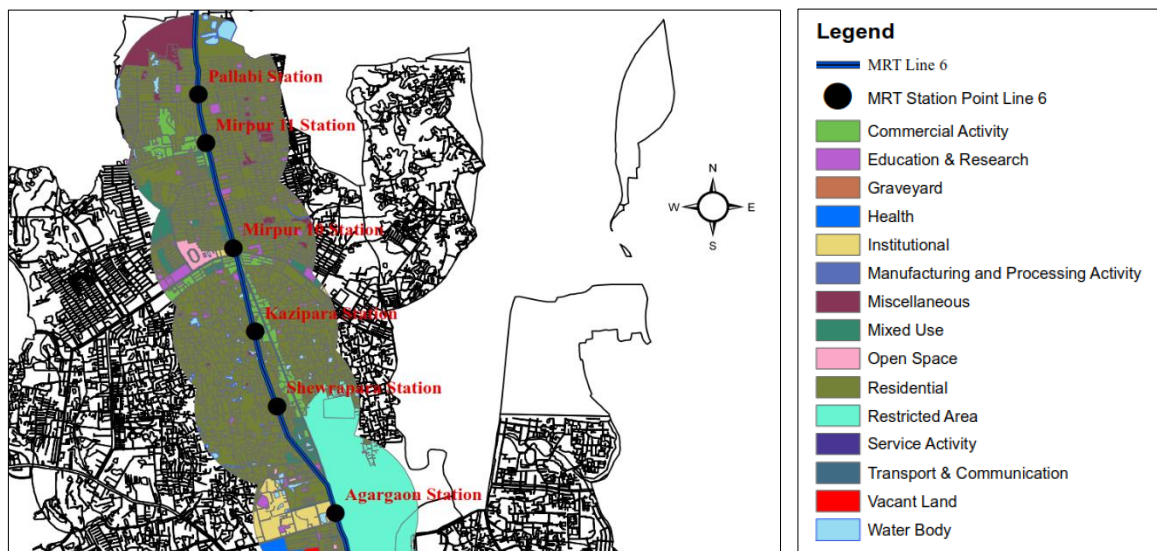 Pallabi Station
Mirpur 11 Station
Mirpur 10 Station
Kazipara Station
Shewrapara Station
Agargaon Station
N
W
E
S
Legend
MRT Line 6
MRT Station Point Line 6
Commercial Activity
Education & Research
Graveyard
Health
Institutional
Manufacturing and Processing Activity
Miscellaneous
Mixed Use
Open Space
Residential
Restricted Area
Service Activity
Transport & Communication
Vacant Land
Water Body